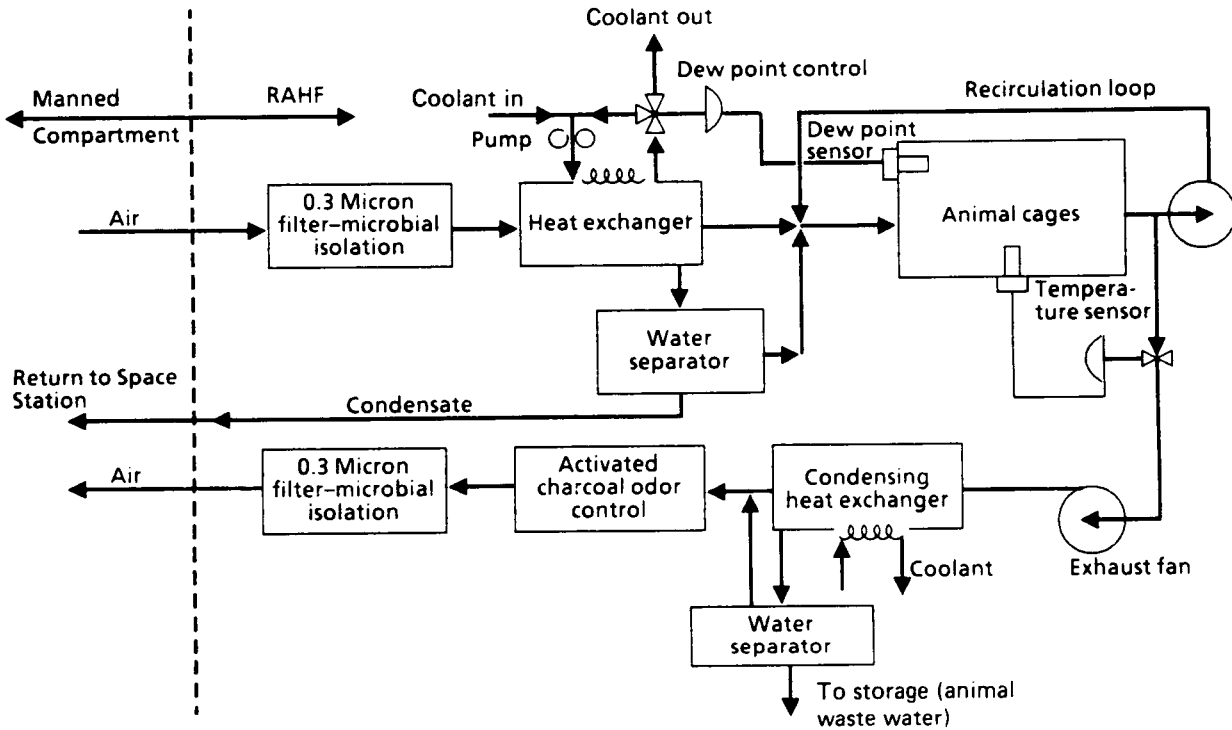 Coolant out
Dew point control
Manned
Compartment
RAHF
Coolant in
Pump
Recirculation loop
Dew point
sensor
Air
0.3 Micron
filter–microbial
isolation
Heat exchanger
Animal cages
Tempera-
ture sensor
Water
separator
Return to Space
Station
Condensate
Air
0.3 Micron
filter–microbial
isolation
Activated
charcoal odor
control
Condensing
heat exchanger
Coolant
Exhaust fan
Water
separator
To storage (animal
waste water)